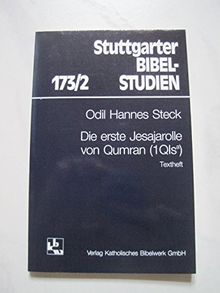 Stuttgarter
BIBEL-
STUDIEN
173/2
Odil Hannes Steck
Die erste Jesajarolle
von Qumran (1QIsᵃ)
Textheft
Verlag Katholisches Bibelwerk GmbH